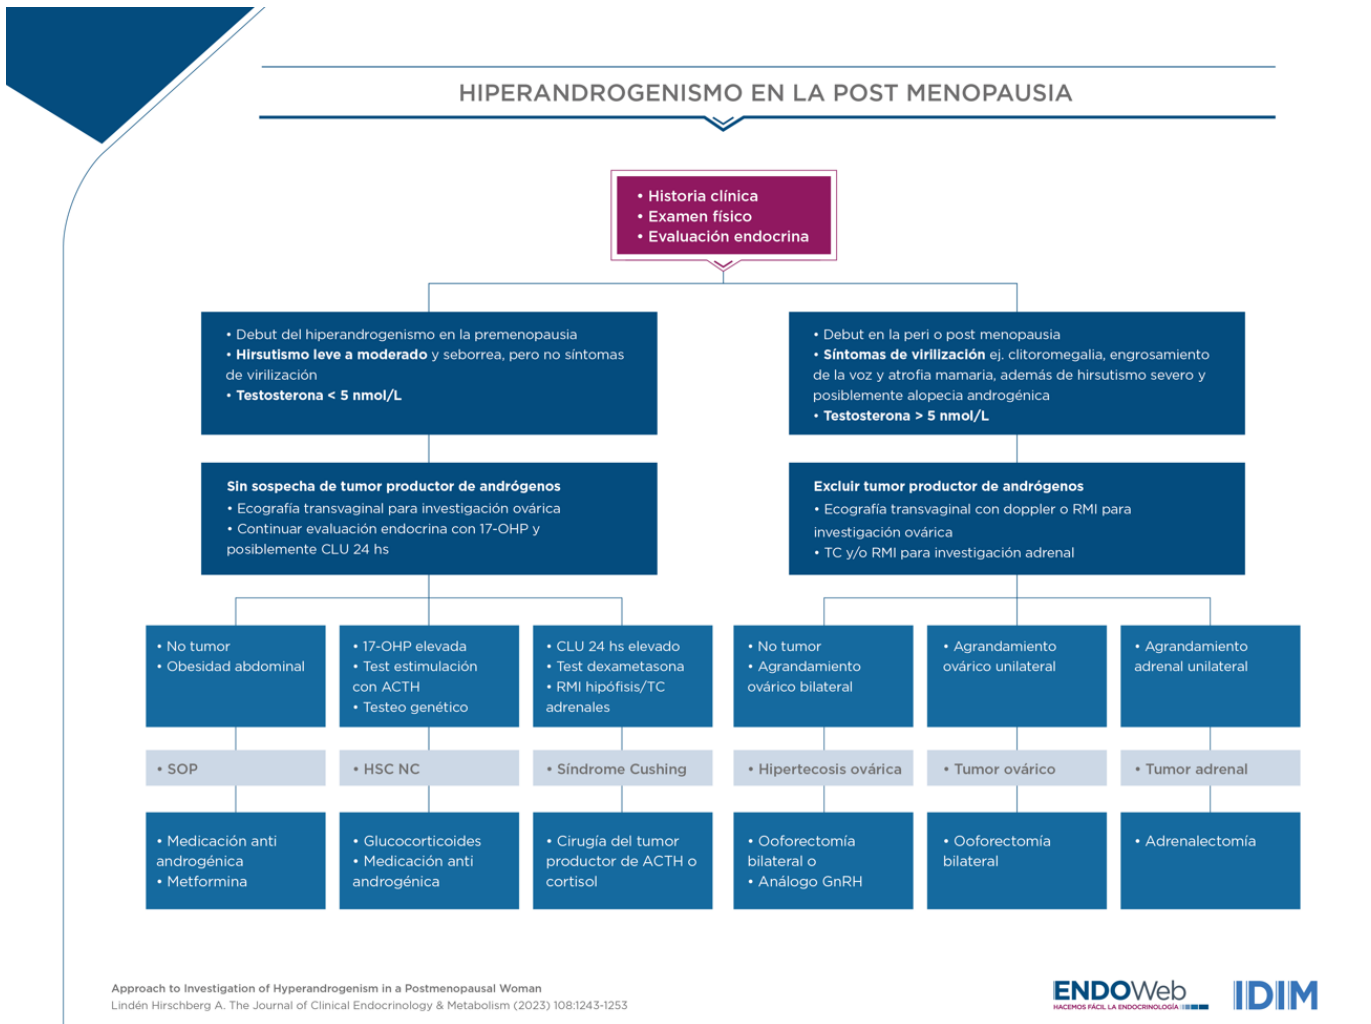 HIPERANDROGENISMO EN LA POST MENOPAUSIA
• Historia clínica
• Examen físico
• Evaluación endocrina
• Debut del hiperandrogenismo en la premenopausia
• Hirsutismo leve a moderado y seborrea, pero no síntomas
de virilización
• Testosterona < 5 nmol/L
• Debut en la peri o post menopausia
• Síntomas de virilización ej. clitoromegalia, engrosamiento
de la voz y atrofia mamaria, además de hirsutismo severo y
posiblemente alopecia androgénica
• Testosterona > 5 nmol/L
Sin sospecha de tumor productor de andrógenos
• Ecografía transvaginal para investigación ovárica
• Continuar evaluación endocrina con 17-OHP y
posiblemente CLU 24 hs
Excluir tumor productor de andrógenos
• Ecografía transvaginal con doppler o RMI para
investigación ovárica
• TC y/o RMI para investigación adrenal
• No tumor
• Obesidad abdominal
• 17-OHP elevada
• Test estimulación
con ACTH
• Testeo genético
• CLU 24 hs elevado
• Test dexametasona
• RMI hipófisis/TC
adrenales
• No tumor
• Agrandamiento
ovárico bilateral
• Agrandamiento
ovárico unilateral
• Agrandamiento
adrenal unilateral
• SOP
• HSC NC
• Síndrome Cushing
• Hipertecosis ovárica
• Tumor ovárico
• Tumor adrenal
• Medicación anti
androgénica
• Metformina
• Glucocorticoides
• Medicación anti
androgénica
• Cirugía del tumor
productor de ACTH o
cortisol
• Ooforectomía
bilateral o
• Análogo GnRH
• Ooforectomía
bilateral
• Adrenalectomía
Approach to Investigation of Hyperandrogenism in a Postmenopausal Woman
Lindén Hirschberg A. The Journal of Clinical Endocrinology & Metabolism (2023) 108:1243-1253
ENDOWeb
HACEMOS FÁCIL LA ENDOCRINOLOGÍA
IDIM